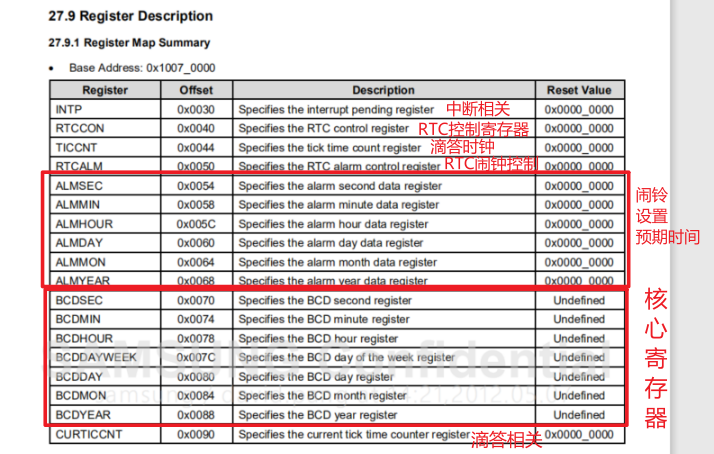 27.9 Register Description
27.9.1 Register Map Summary
• Base Address: 0x1007_0000
Register Offset Description Reset Value
INTP 0x0030 Specifies the interrupt pending register 中断相关 0x0000_0000
RTCCON 0x0040 Specifies the RTC control register RTC控制寄存器 0x0000_0000
TICCNT 0x0044 Specifies the tick time count register 滴答时钟 0x0000_0000
RTCALM 0x0050 Specifies the RTC alarm control register RTC闹钟控制 0x0000_0000
ALMSEC 0x0054 Specifies the alarm second data register 0x0000_0000
ALMMIN 0x0058 Specifies the alarm minute data register 0x0000_0000
ALMHOUR 0x005C Specifies the alarm hour data register 0x0000_0000
ALMDAY 0x0060 Specifies the alarm day data register 0x0000_0000
ALMMON 0x0064 Specifies the alarm month data register 0x0000_0000
ALMYEAR 0x0068 Specifies the alarm year data register 0x0000_0000
闹铃
设置
预期时间
BCDSEC 0x0070 Specifies the BCD second register Undefined
BCDMIN 0x0074 Specifies the BCD minute register Undefined
BCDHOUR 0x0078 Specifies the BCD hour register Undefined
BCDDAYWEEK 0x007C Specifies the BCD day of the week register Undefined
BCDDAY 0x0080 Specifies the BCD day register Undefined
BCDMON 0x0084 Specifies the BCD month register Undefined
BCDYEAR 0x0088 Specifies the BCD year register Undefined
核
心
寄
存
器
CURTICCNT 0x0090 Specifies the current tick time counter register 滴答相关 0x0000_0000
SAMSUNG Confidential